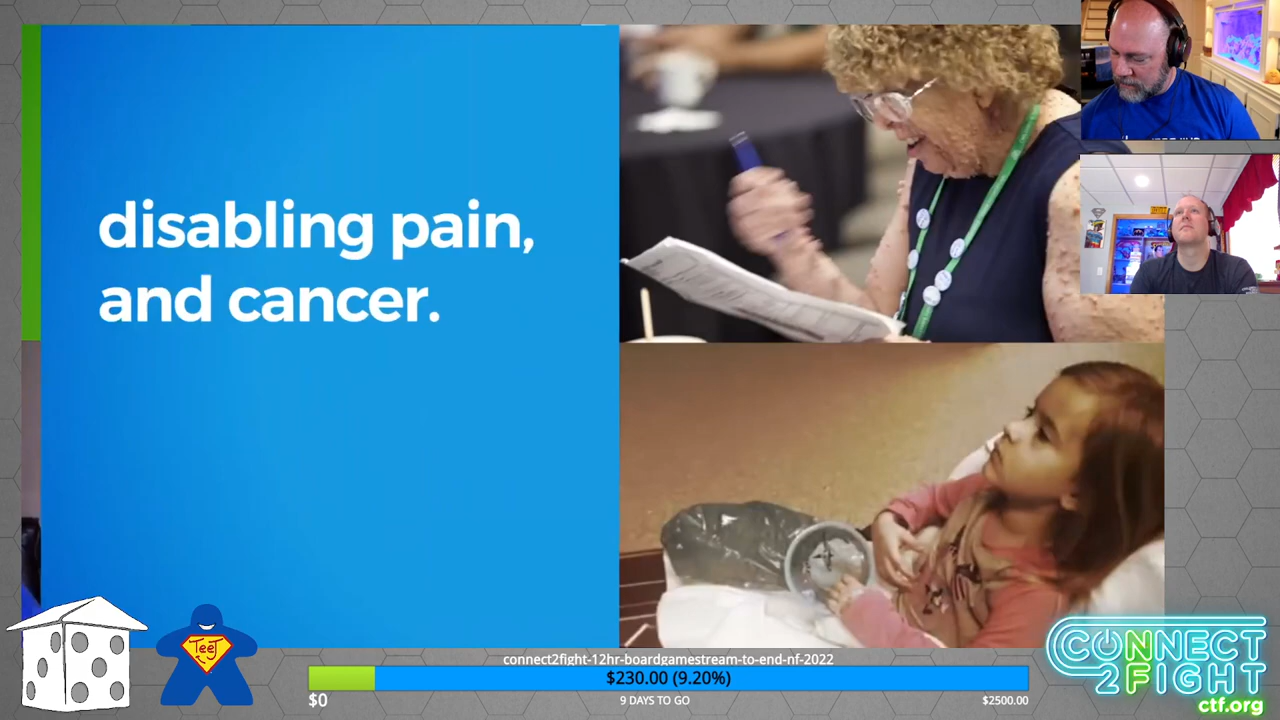 disabling pain,
and cancer.
TeeJ
connect2fight-12hr-boardgamestream-to-end-nf-2022
$230.00 (9.20%)
$0
9 DAYS TO GO
$2500.00
CONNECT
2FIGHT
ctf.org